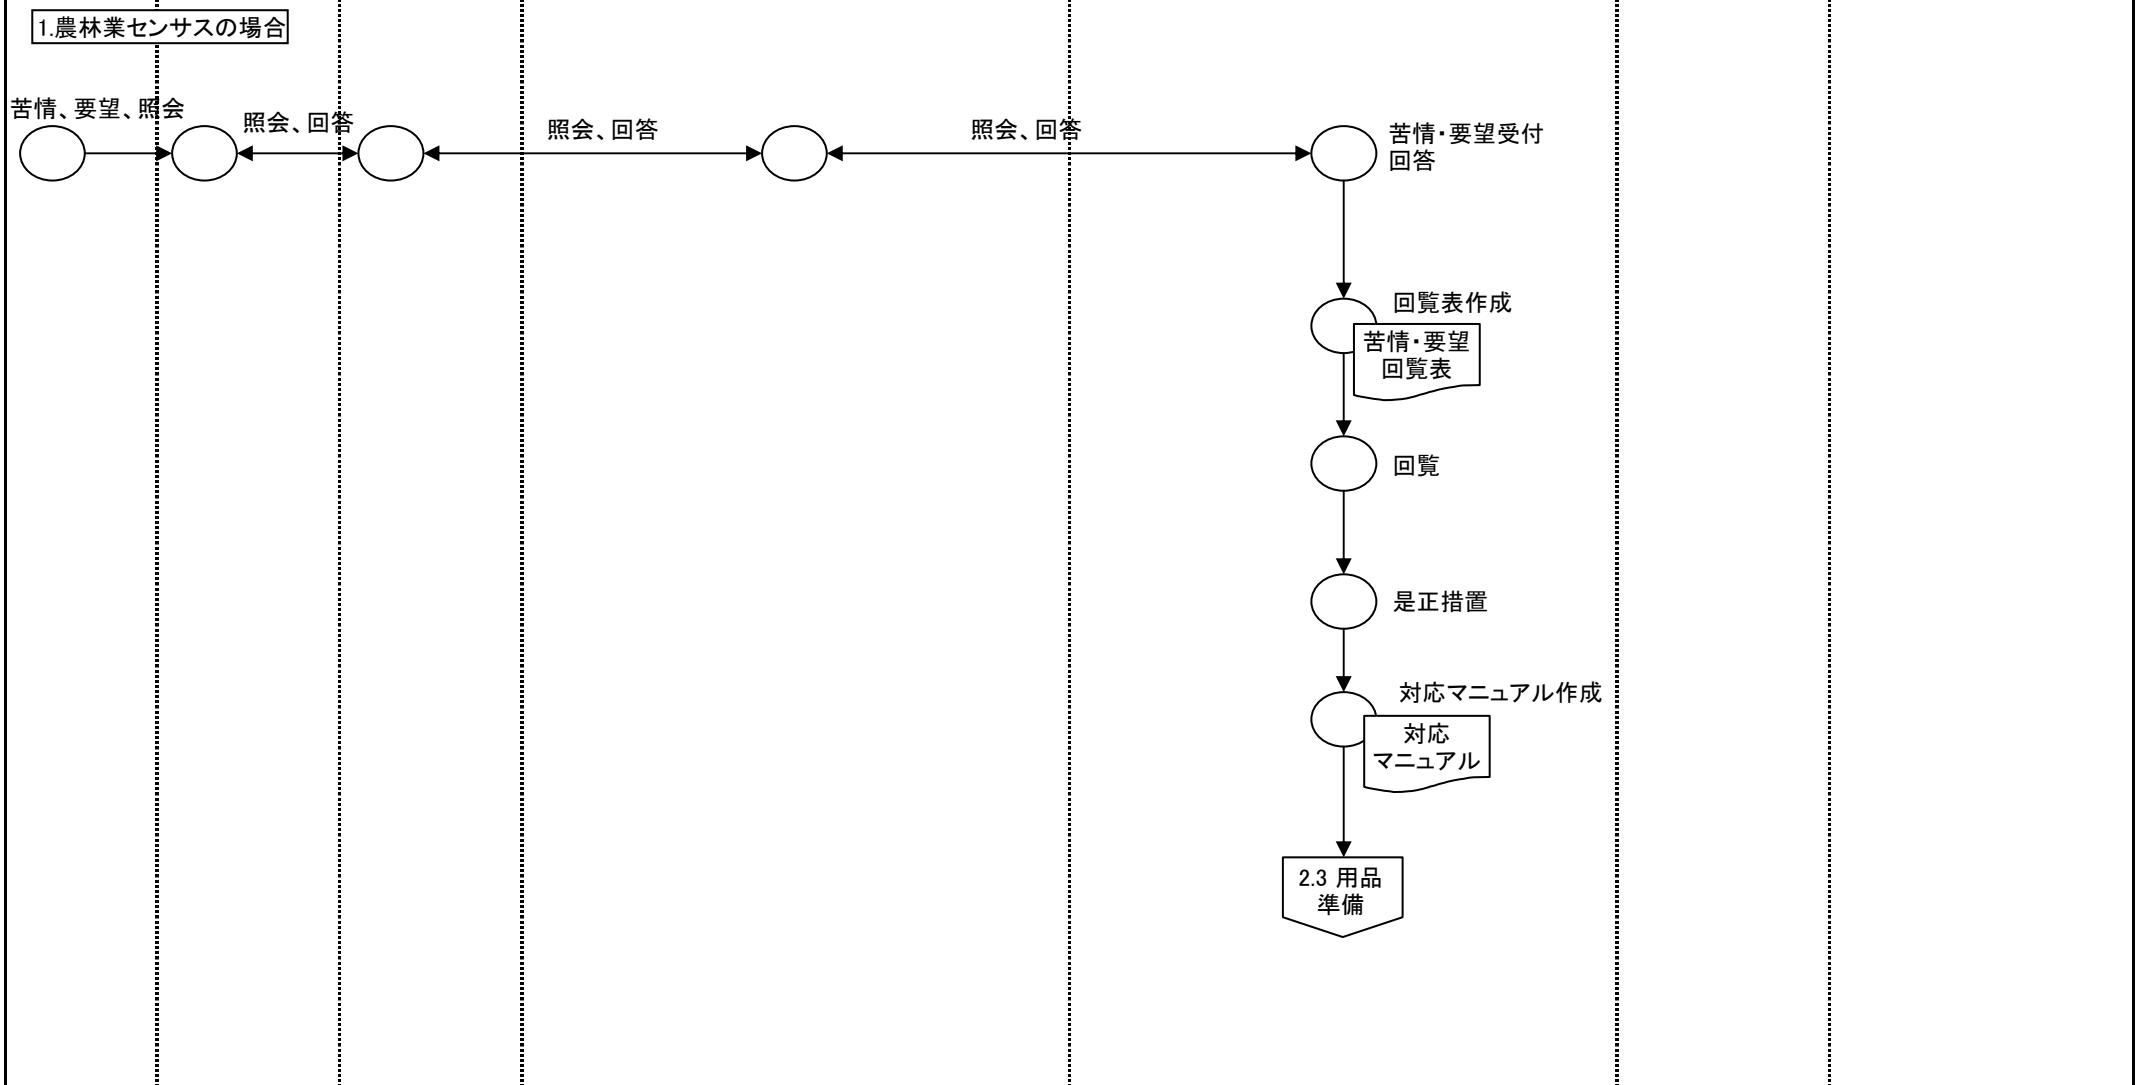 1.農林業センサスの場合
苦情、要望、照会
照会、回答
照会、回答
照会、回答
苦情・要望受付
回答
回覧表作成
苦情・要望
回覧表
回覧
是正措置
対応マニュアル作成
対応
マニュアル
2.3 用品
準備